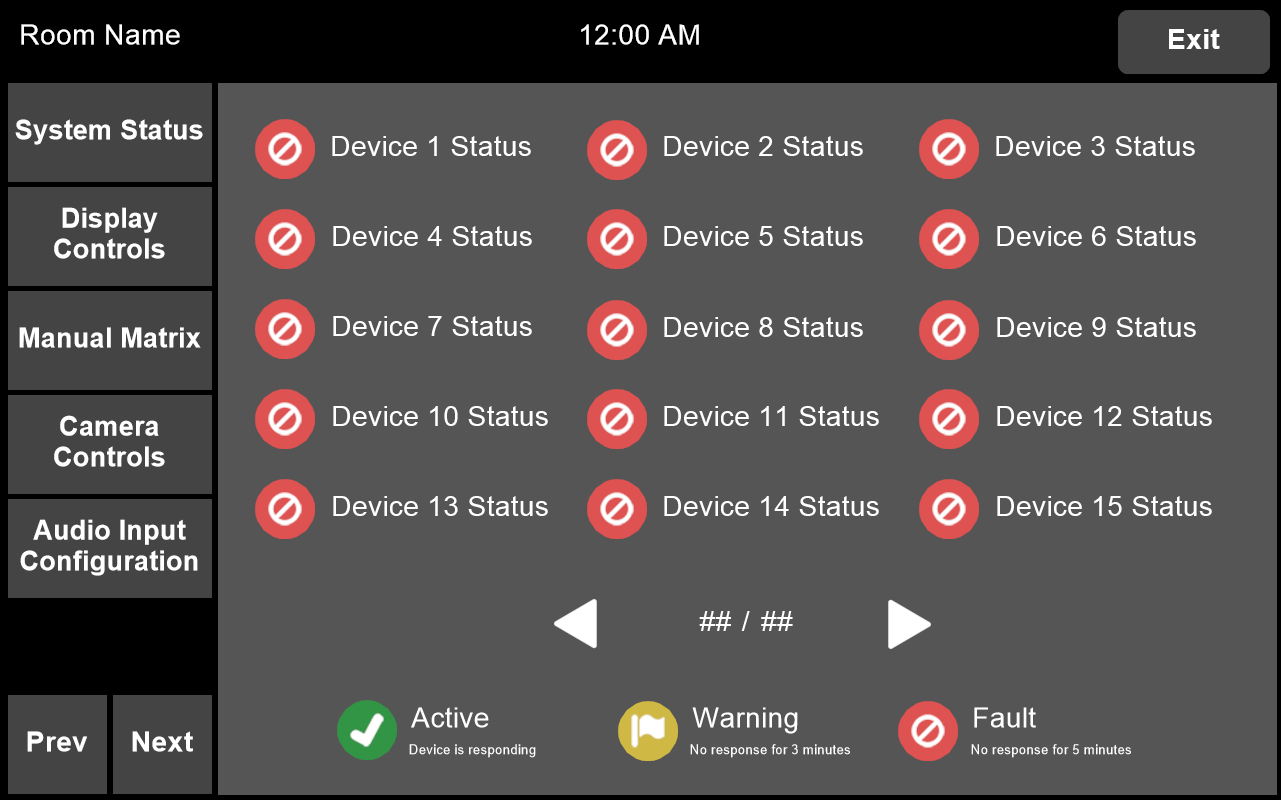 Room Name
12:00 AM
Exit
System Status
Display
Controls
Manual Matrix
Camera
Controls
Audio Input
Configuration
Prev
Next
Device 1 Status
Device 2 Status
Device 3 Status
Device 4 Status
Device 5 Status
Device 6 Status
Device 7 Status
Device 8 Status
Device 9 Status
Device 10 Status
Device 11 Status
Device 12 Status
Device 13 Status
Device 14 Status
Device 15 Status
## / ##
Active
Device is responding
Warning
No response for 3 minutes
Fault
No response for 5 minutes